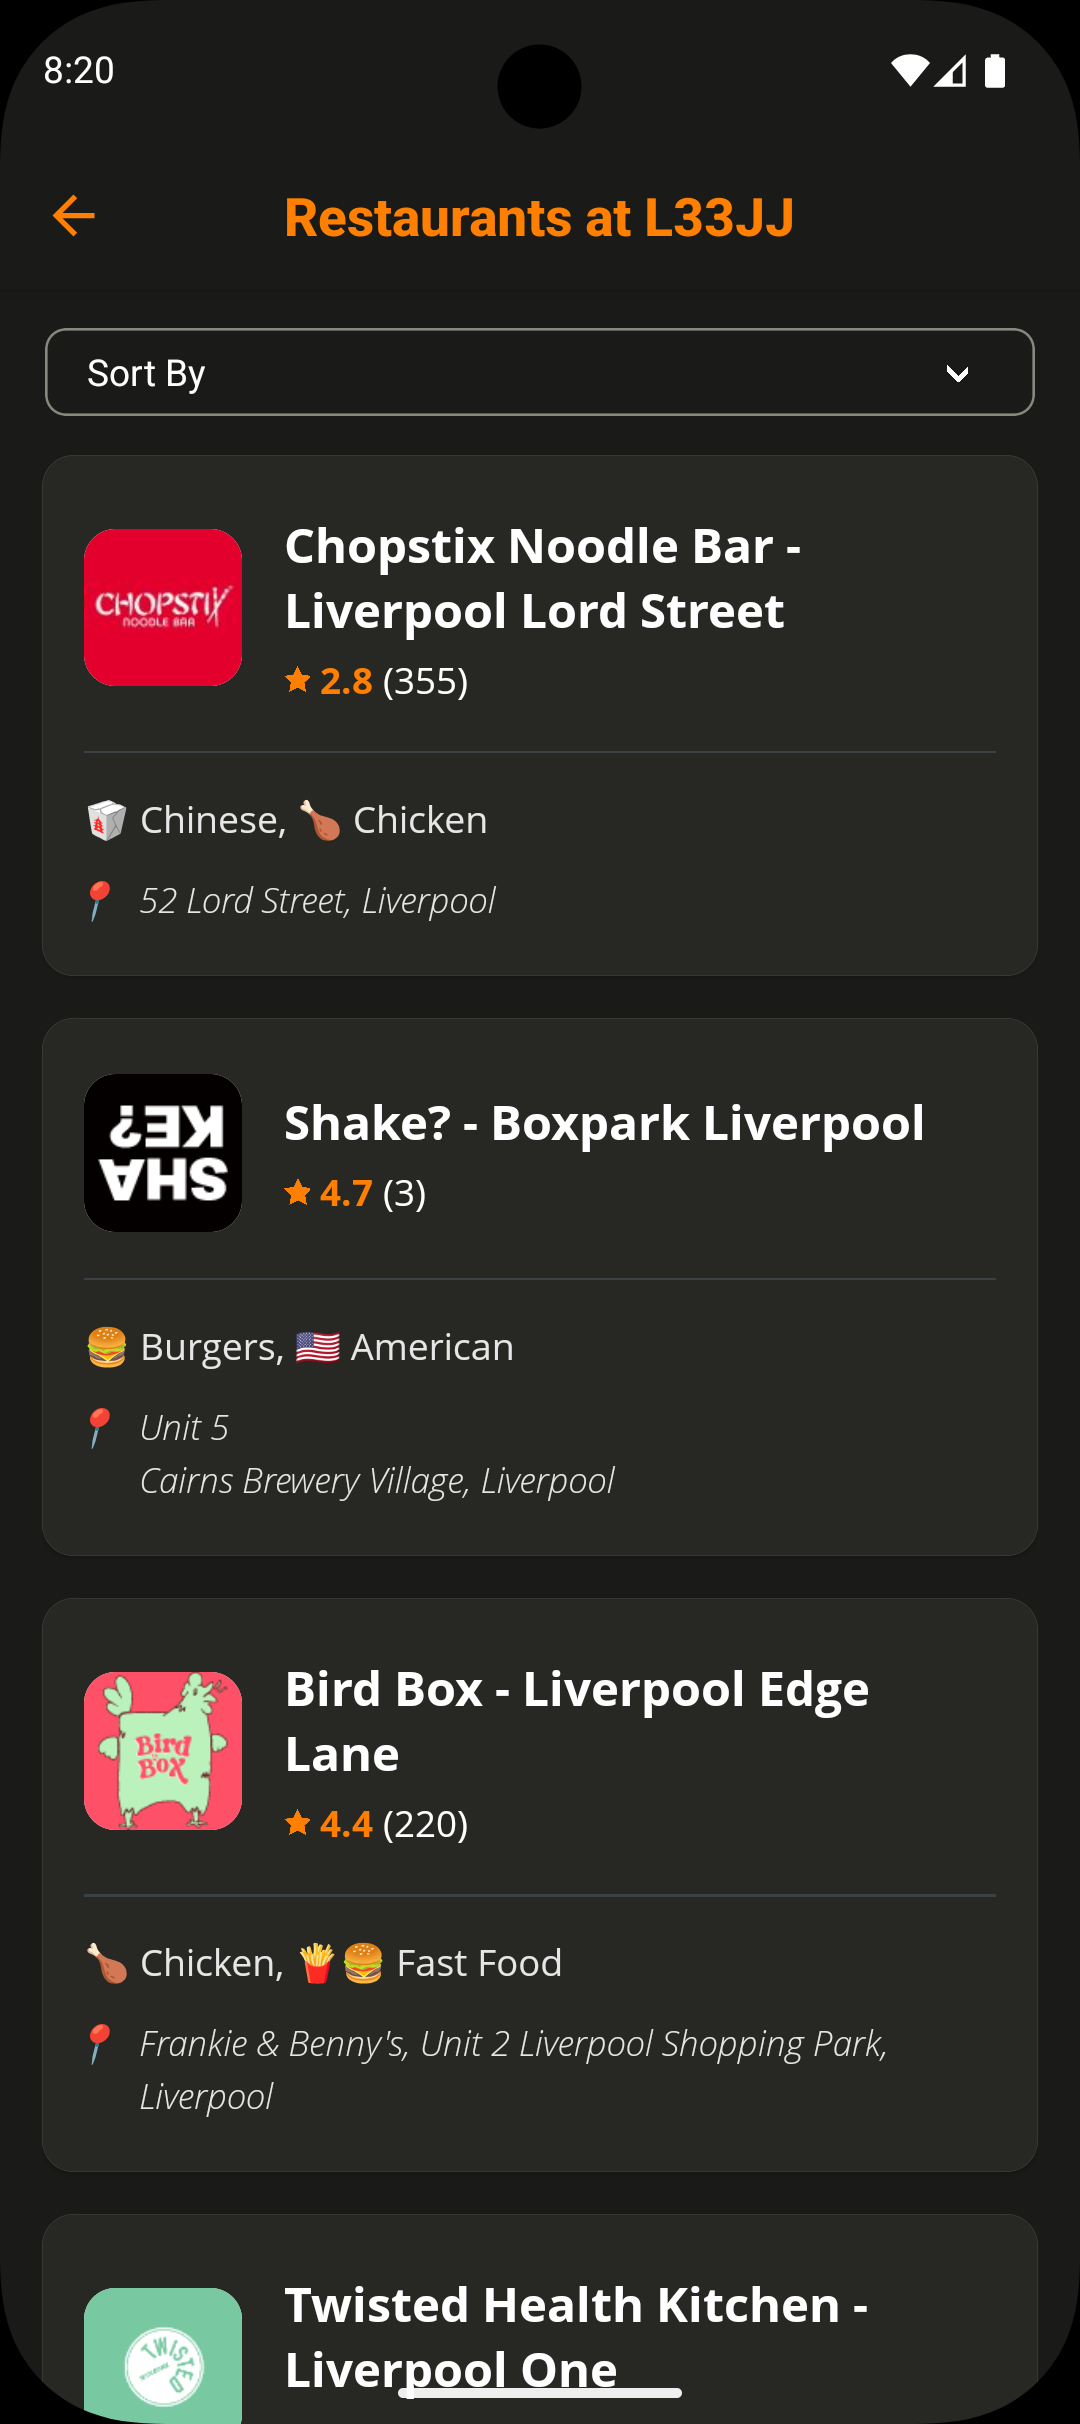 8:20
Restaurants at L33JJ
Sort By
CHOPSTIX
NOODLE BAR
Chopstix Noodle Bar -
Liverpool Lord Street
2.8 (355)
Chinese, Chicken
52 Lord Street, Liverpool
SHA
KE?
Shake? - Boxpark Liverpool
4.7 (3)
Burgers, American
Unit 5
Cairns Brewery Village, Liverpool
Bird
Box
Bird Box - Liverpool Edge
Lane
4.4 (220)
Chicken, Fast Food
Frankie & Benny's, Unit 2 Liverpool Shopping Park,
Liverpool
TWISTED
Twisted Health Kitchen -
Liverpool One